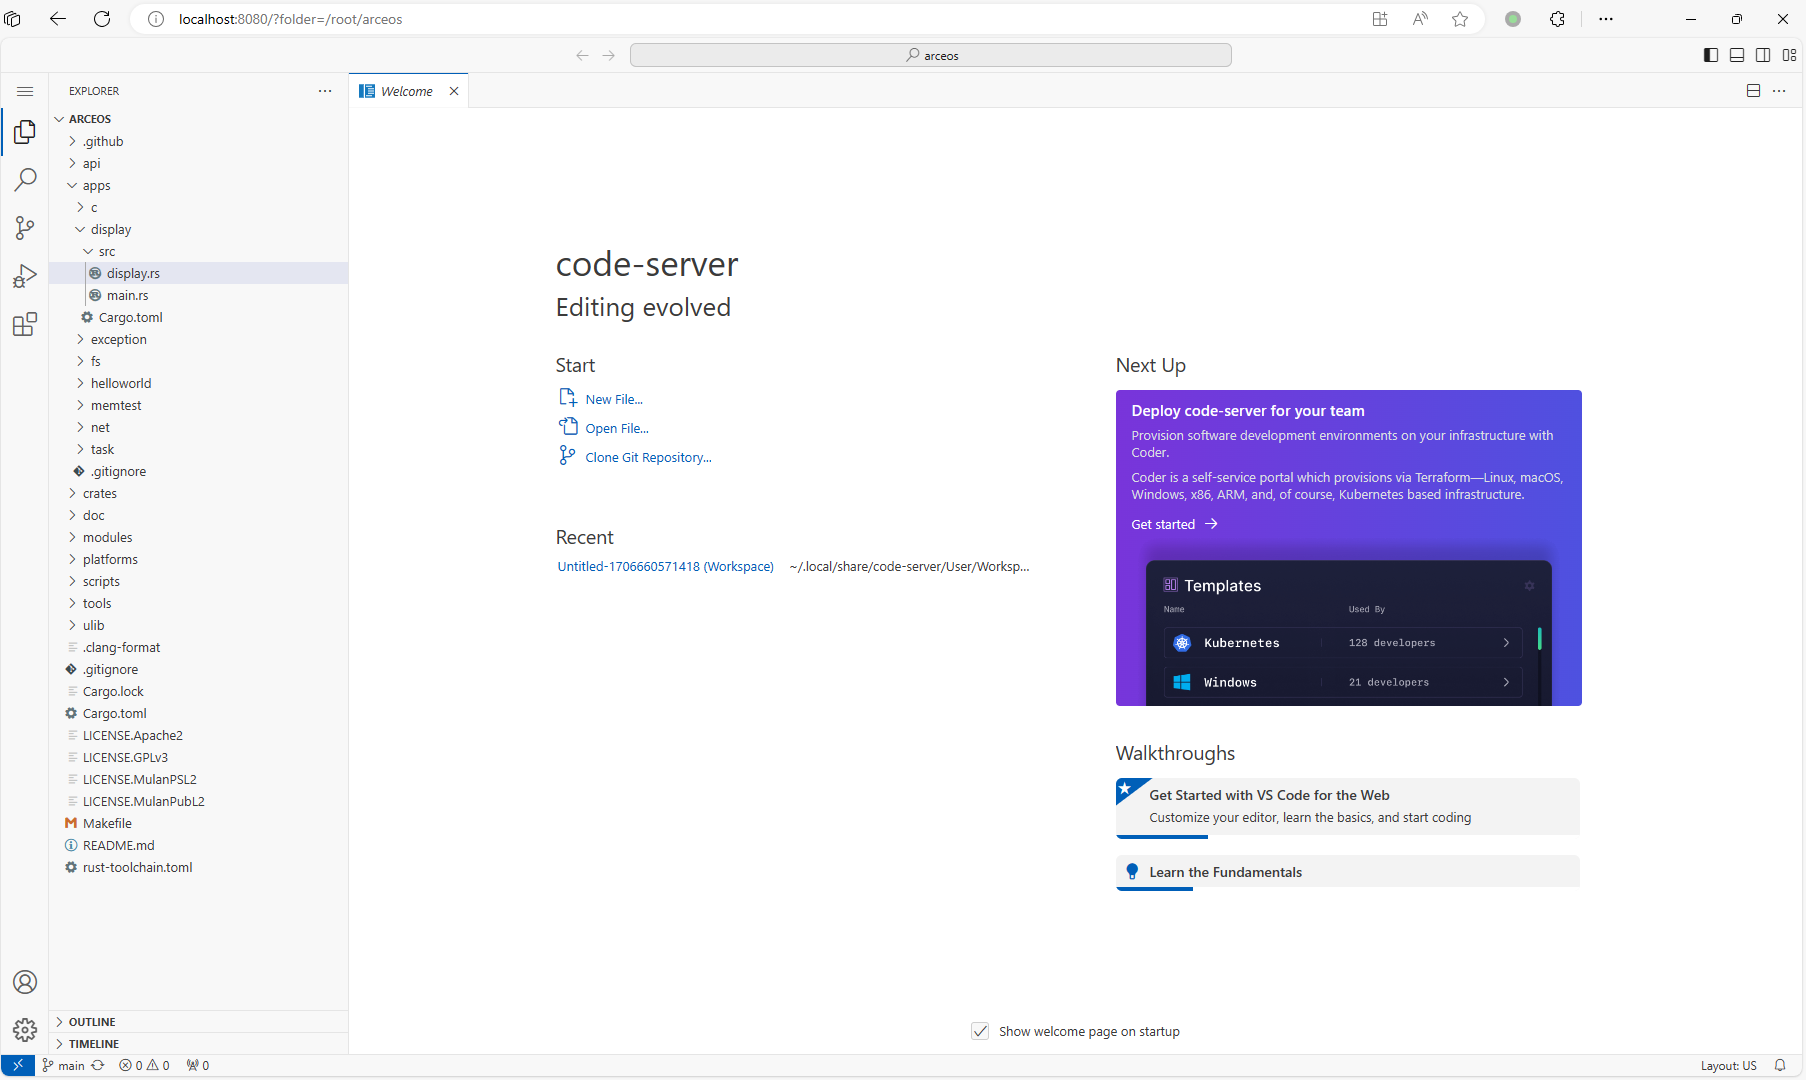 localhost:8080/?folder=/root/arceos
arceos
EXPLORER
Welcome
ARCEOS
.github
api
apps
c
display
src
display.rs
main.rs
Cargo.toml
exception
fs
helloworld
memtest
net
task
.gitignore
crates
doc
modules
platforms
scripts
tools
ulib
.clang-format
.gitignore
Cargo.lock
Cargo.toml
LICENSE.Apache2
LICENSE.GPLv3
LICENSE.MulanPSL2
LICENSE.MulanPubL2
Makefile
README.md
rust-toolchain.toml
OUTLINE
TIMELINE
code-server
Editing evolved
Start
New File...
Open File...
Clone Git Repository...
Recent
Untitled-1706660571418 (Workspace) ~/.local/share/code-server/User/Worksp...
Next Up
Deploy code-server for your team
Provision software development environments on your infrastructure with
Coder.
Coder is a self-service portal which provisions via Terraform—Linux, macOS,
Windows, x86, ARM, and, of course, Kubernetes based infrastructure.
Get started
Templates
Name Used By
Kubernetes 128 developers
Windows 21 developers
Walkthroughs
Get Started with VS Code for the Web
Customize your editor, learn the basics, and start coding
Learn the Fundamentals
Show welcome page on startup
main 0 0 0 Layout: US